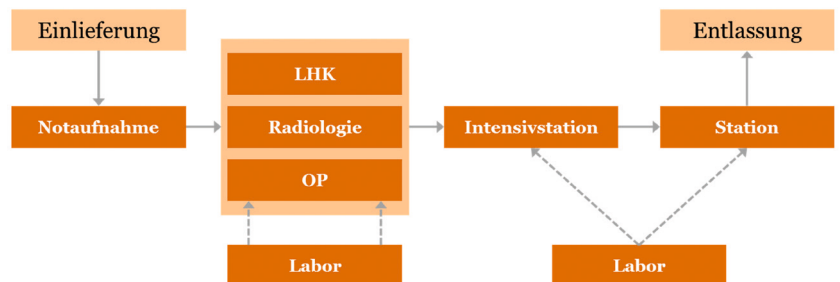 Einlieferung
Entlassung
LHK
Notaufnahme
Radiologie
Intensivstation
Station
OP
Labor
Labor